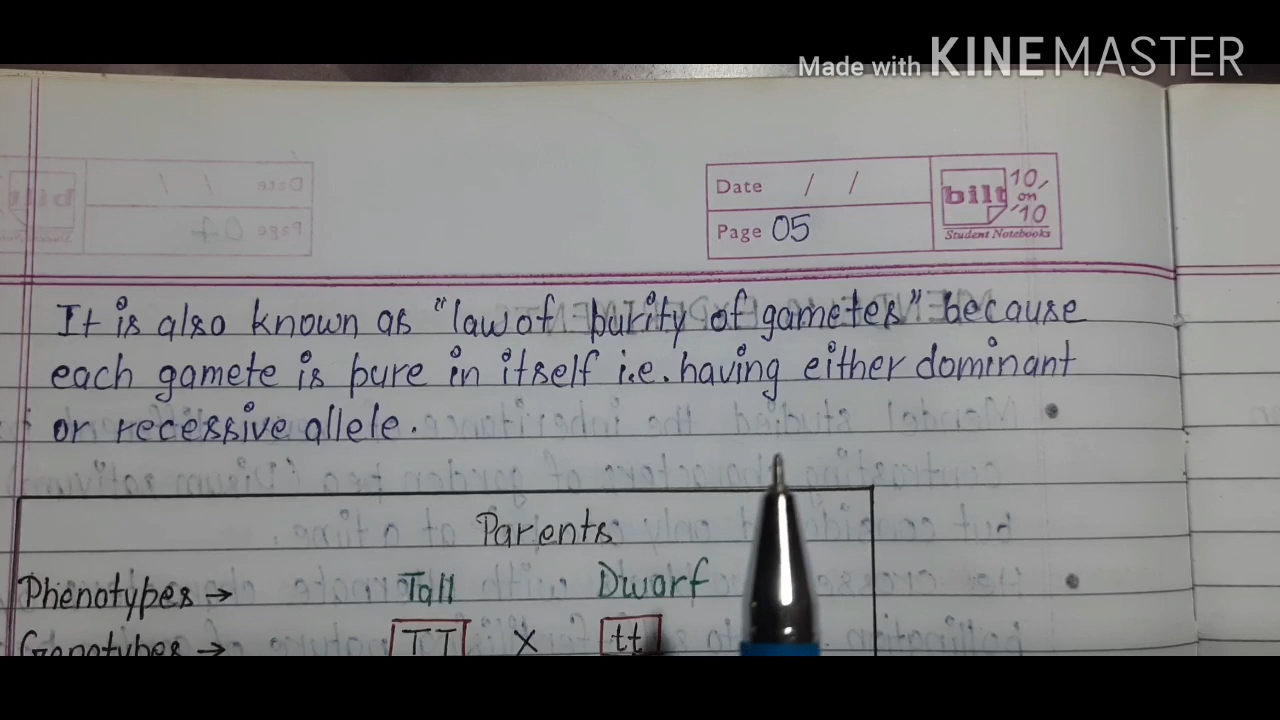 Made with KINEMASTER
Date / /
Page 05
bilt 10 on 10
Student Notebooks
It is also known as "law of purity of gametes" because
each gamete is pure in itself i.e. having either dominant
or recessive allele.
Parents
Phenotypes → Tall Dwarf
Genotypes → TT X tt